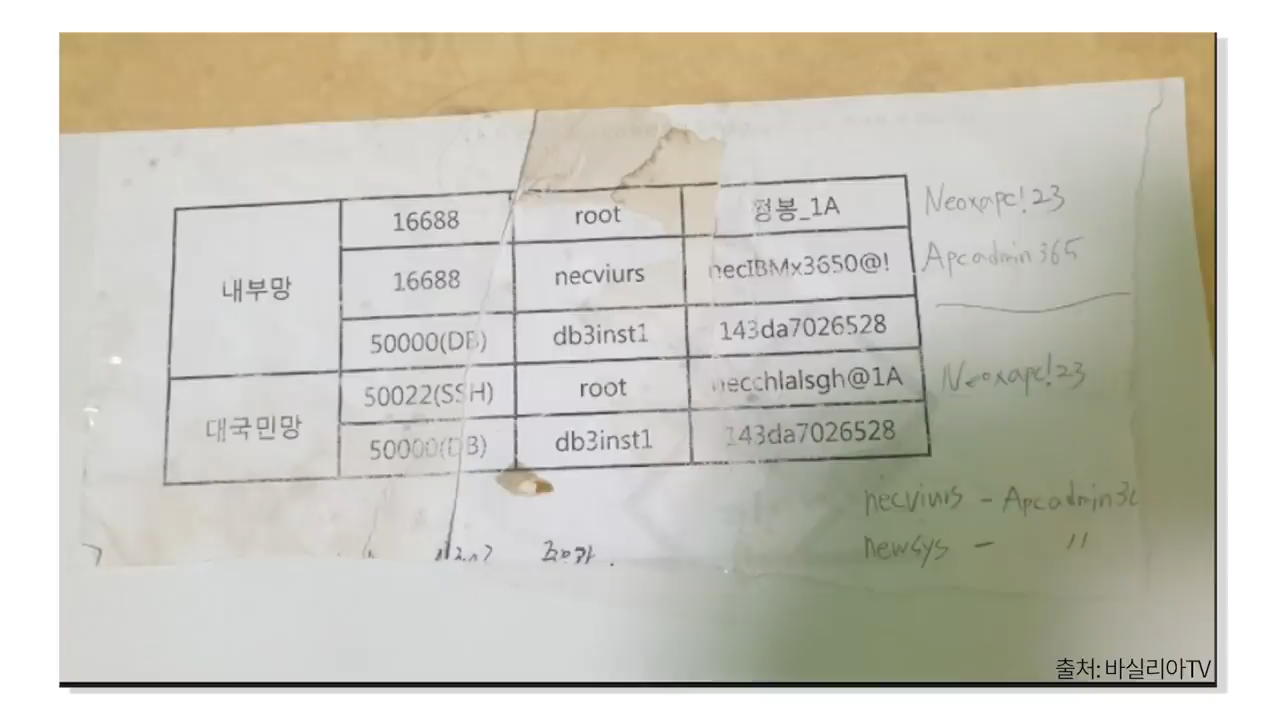 16688 root 형봉_1A Neoxapc!23
내부망 16688 necviurs necIBMx3650@! Apcadmin365
50000(DB) db3inst1 143da7026528
50022(SSH) root necchlalsgh@1A Neoxapc!23
대국민망 50000(DB) db3inst1 143da7026528
necviurs - Apcadmin3
newsys - "
출처: 바실리아TV